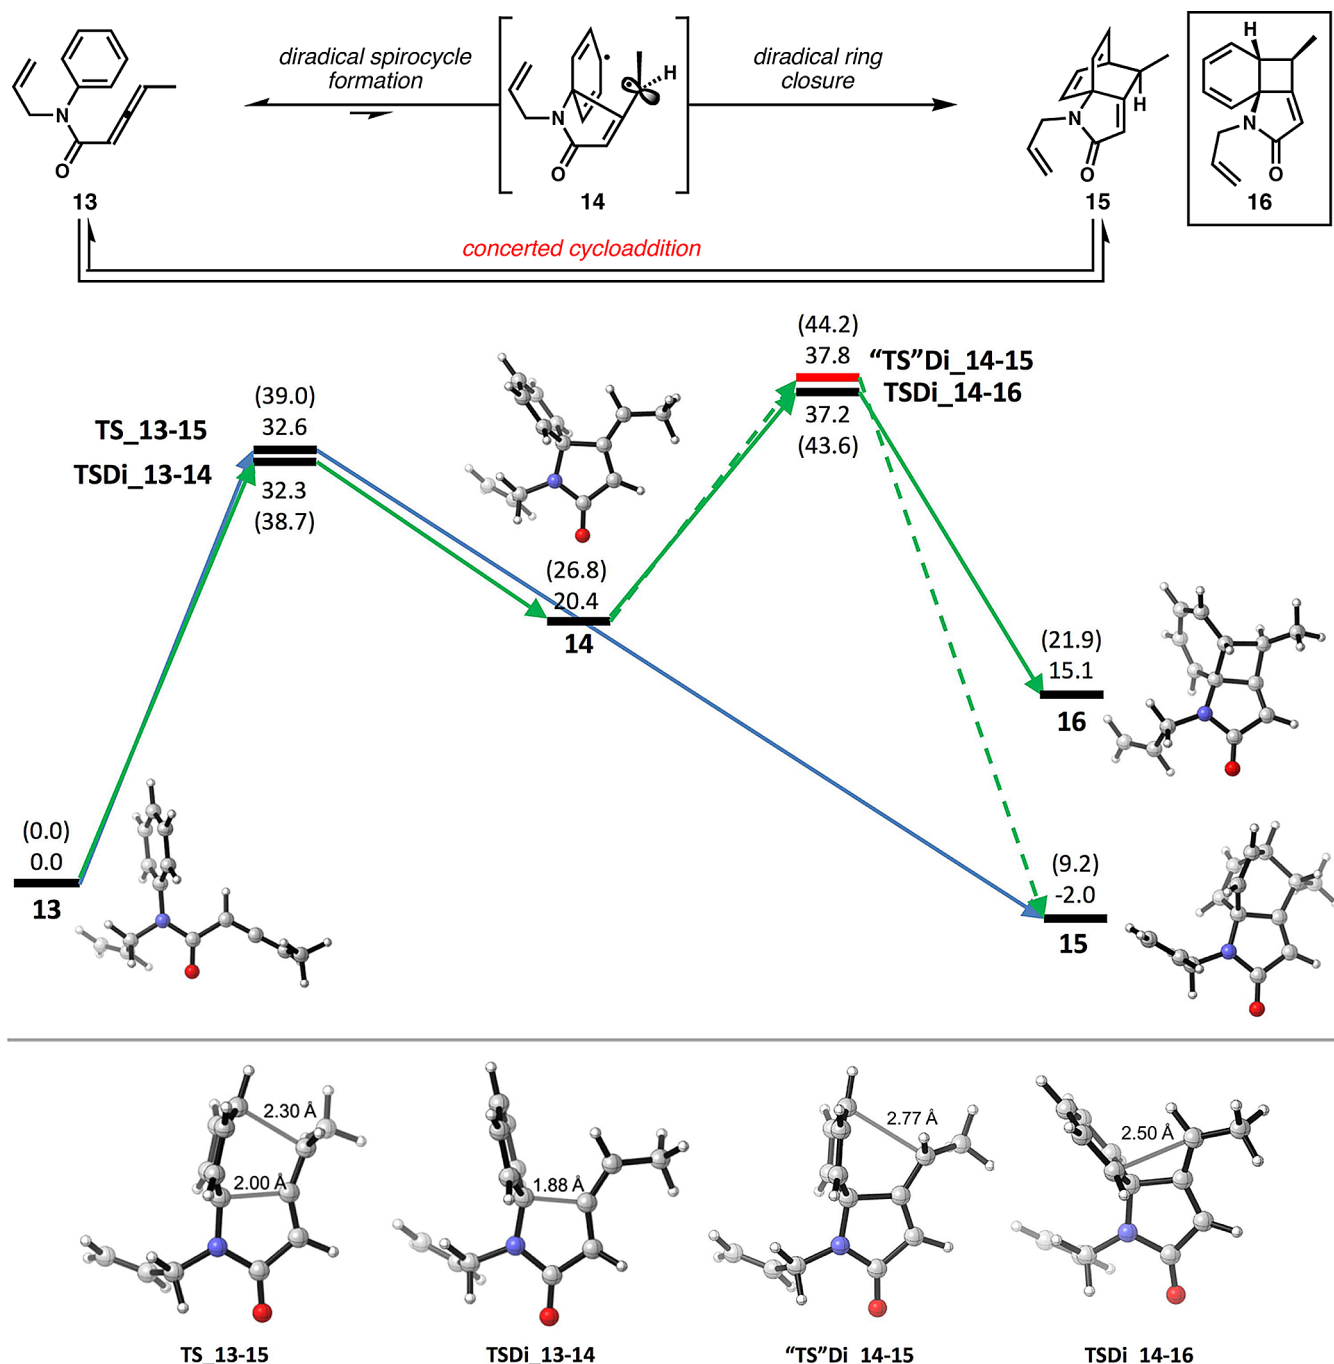 diradical spirocycle
formation
diradical ring
closure
H
N
O
13
H
N
O
14
H
N
O
15
H
N
O
16
concerted cycloaddition
(44.2)
37.8
"TS"Di_14-15
TSDi_14-16
37.2
(43.6)
(39.0)
32.6
TS_13-15
TSDi_13-14
32.3
(38.7)
(26.8)
20.4
14
(21.9)
15.1
16
(0.0)
0.0
13
(9.2)
-2.0
15
2.30 Å
2.00 Å
1.88 Å
2.77 Å
2.50 Å
TS_13-15
TSDi_13-14
"TS"Di_14-15
TSDi_14-16